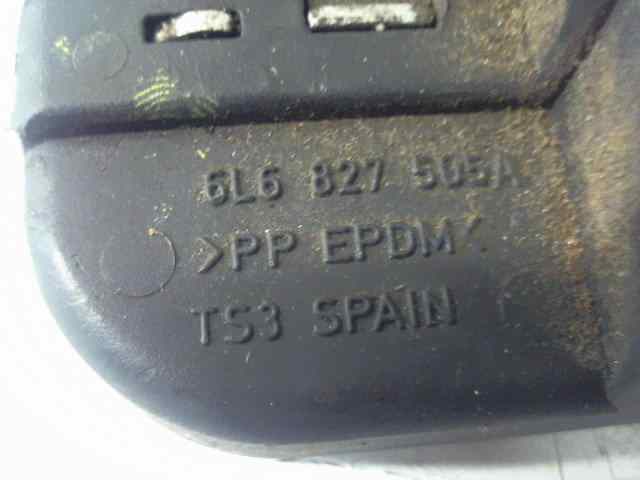 6L6 827 505A
>PP EPDM<
TS3 SPAIN